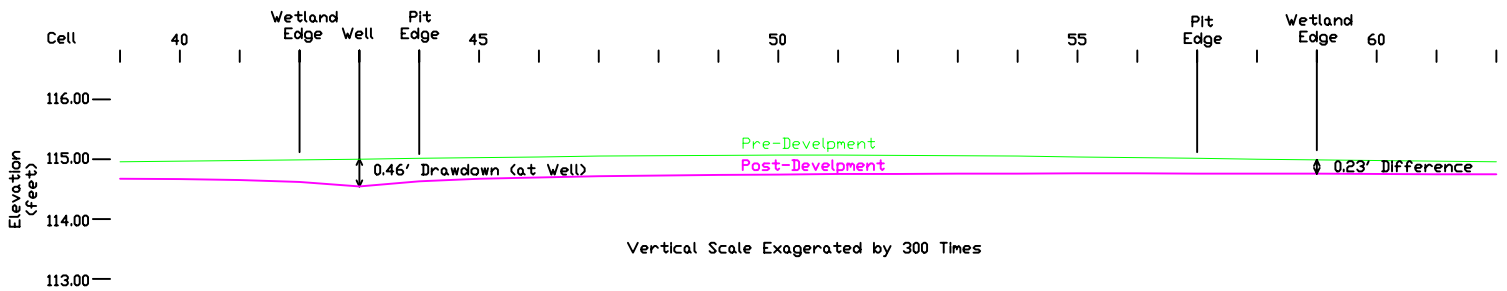 Wetland Edge
Well
Pit Edge
Pit Edge
Wetland Edge
Cell
40
45
50
55
60
116.00
115.00
114.00
113.00
Elevation
(feet)
Pre-Develpment
Post-Develpment
0.46' Drawdown (at Well)
0.23' Difference
Vertical Scale Exagerated by 300 Times